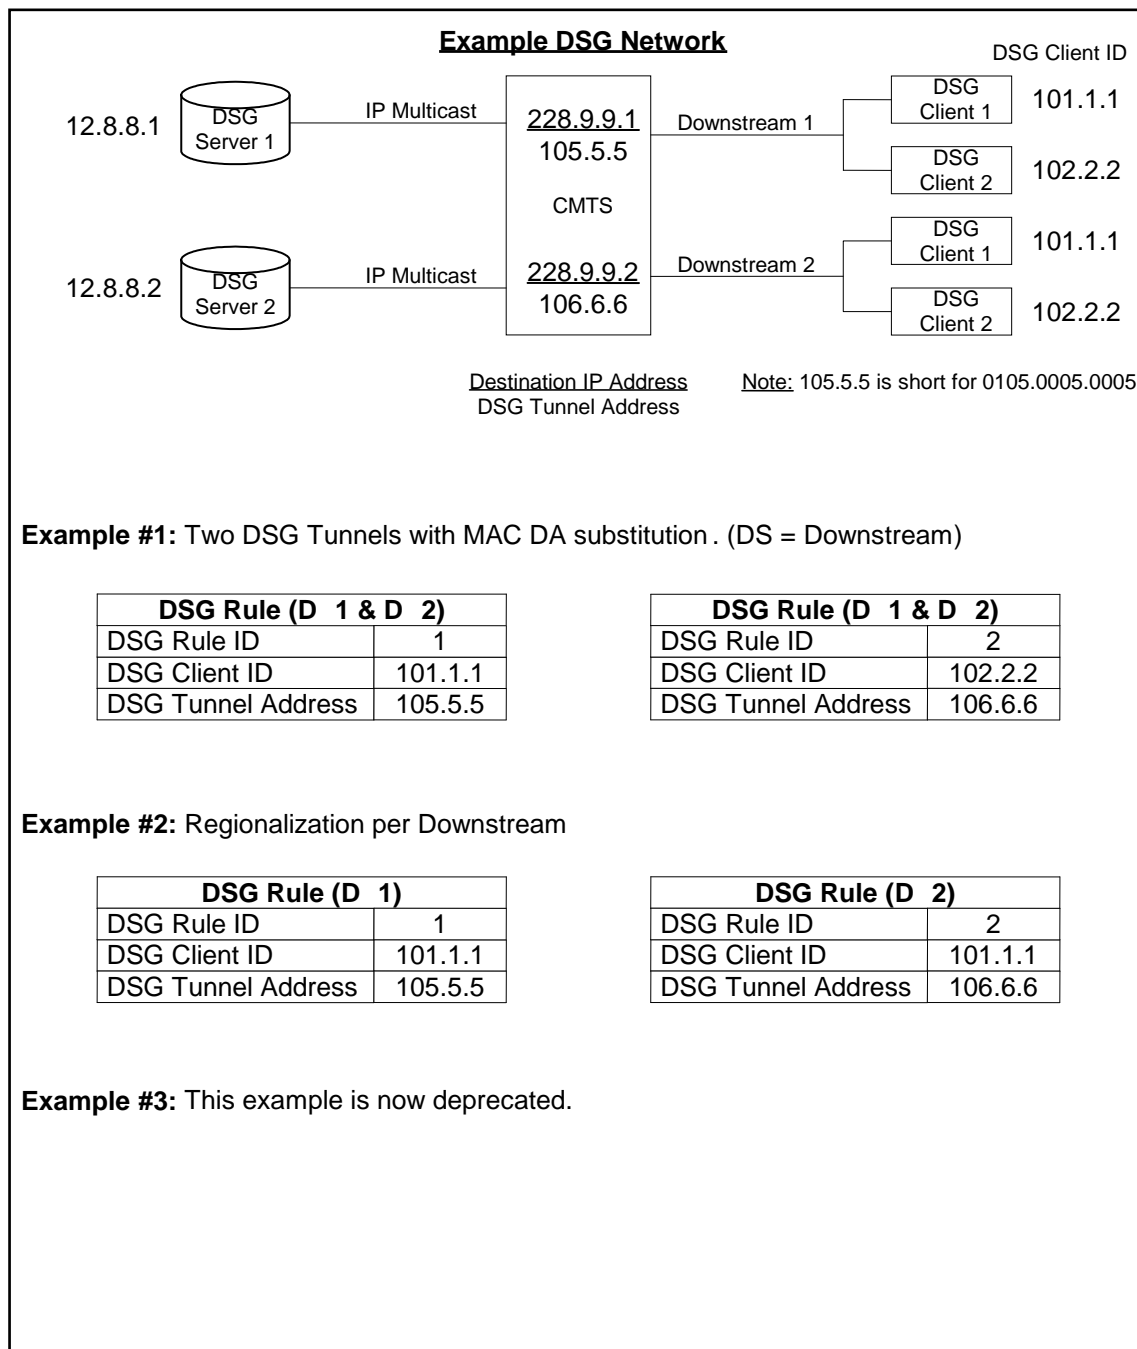 Example DSG Network
DSG Client ID
12.8.8.1
DSG
Server 1
IP Multicast
228.9.9.1
105.5.5
Downstream 1
DSG
Client 1
101.1.1
DSG
Client 2
102.2.2
CMTS
12.8.8.2
DSG
Server 2
IP Multicast
228.9.9.2
106.6.6
Downstream 2
DSG
Client 1
101.1.1
DSG
Client 2
102.2.2
Destination IP Address
DSG Tunnel Address
Note: 105.5.5 is short for 0105.0005.0005
Example #1: Two DSG Tunnels with MAC DA substitution. (DS = Downstream)
DSG Rule (D 1 & D 2)
DSG Rule ID 1
DSG Client ID 101.1.1
DSG Tunnel Address 105.5.5
DSG Rule (D 1 & D 2)
DSG Rule ID 2
DSG Client ID 102.2.2
DSG Tunnel Address 106.6.6
Example #2: Regionalization per Downstream
DSG Rule (D 1)
DSG Rule ID 1
DSG Client ID 101.1.1
DSG Tunnel Address 105.5.5
DSG Rule (D 2)
DSG Rule ID 2
DSG Client ID 101.1.1
DSG Tunnel Address 106.6.6
Example #3: This example is now deprecated.